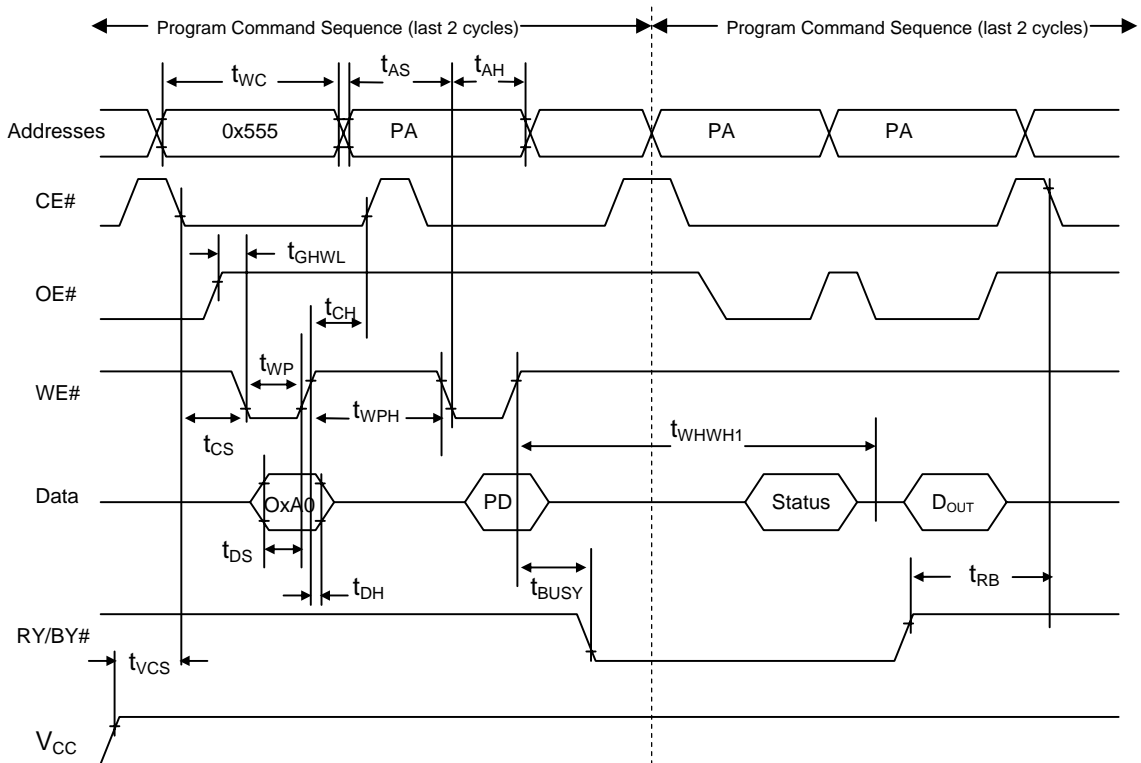 Program Command Sequence (last 2 cycles)
Program Command Sequence (last 2 cycles)
tWC
tAS
tAH
Addresses
0x555
PA
PA
PA
CE#
tGHWL
OE#
tCH
tWP
WE#
tWPH
tCS
tWHWH1
Data
OxA0
PD
Status
DOUT
tDS
tDH
tBUSY
tRB
RY/BY#
tVCS
VCC